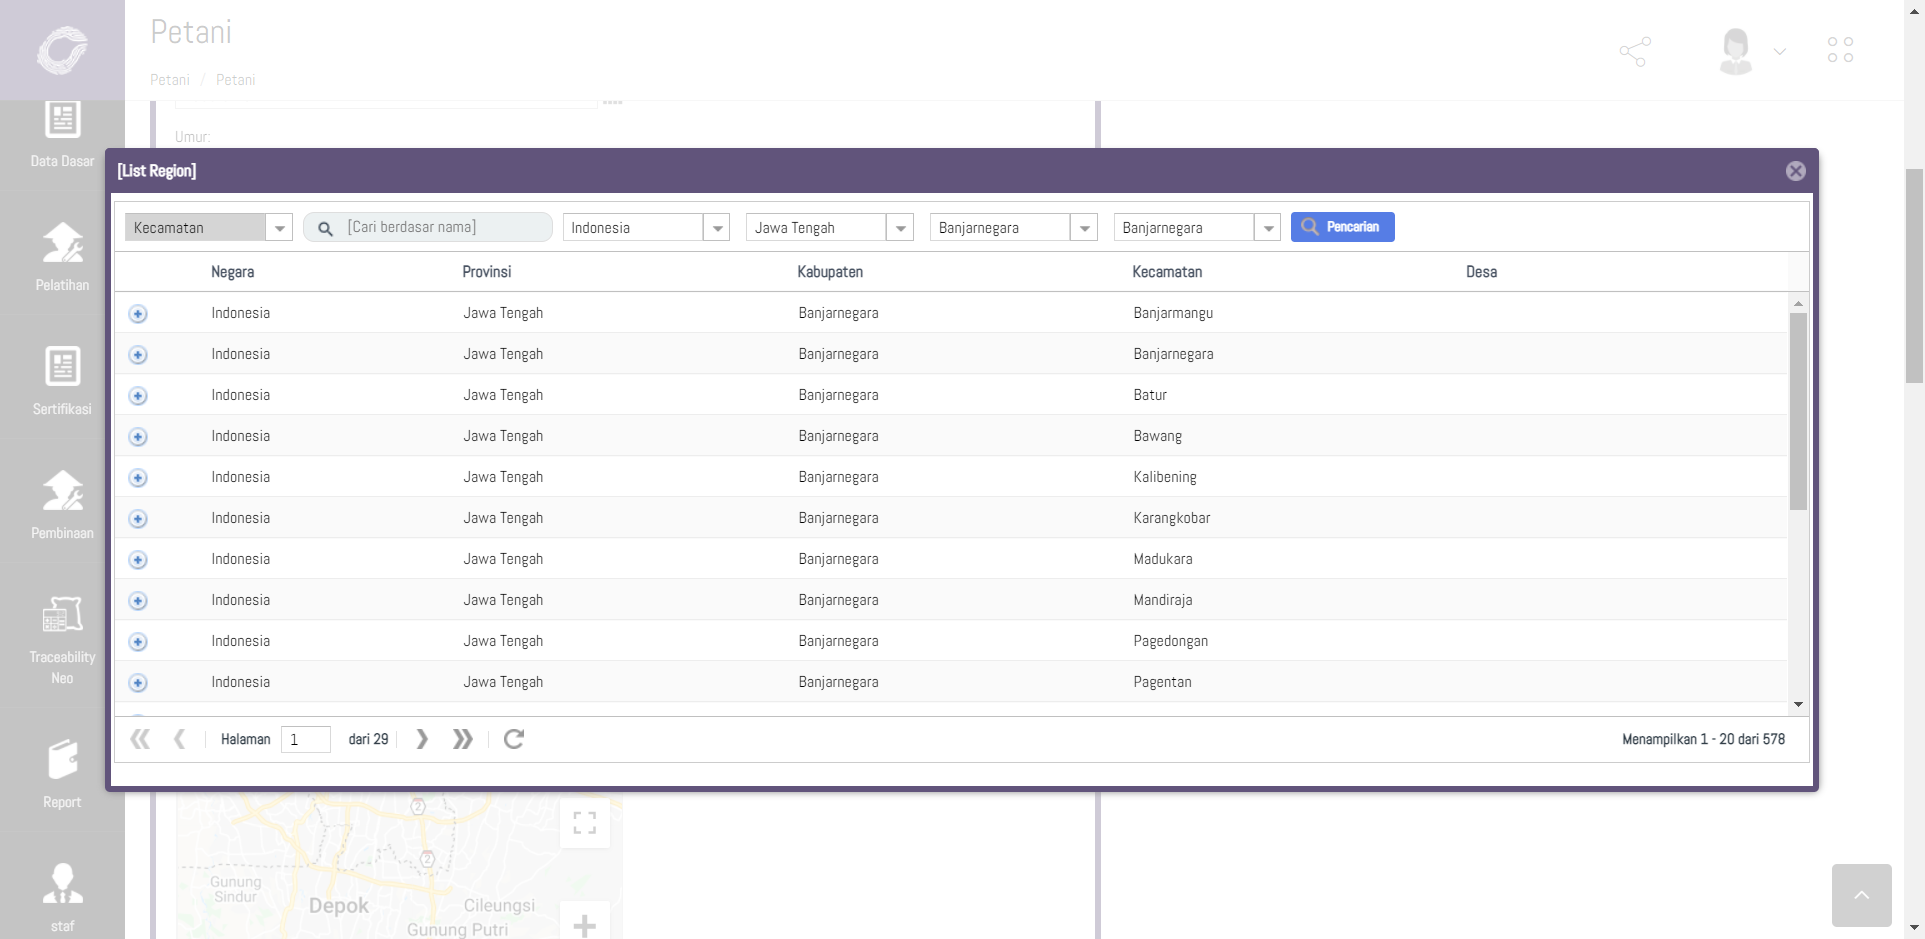 Petani
Petani / Petani
Umur:
Data Dasar
Pelatihan
Sertifikasi
Pembinaan
Traceability
Neo
Report
staf
[List Region]
Kecamatan [Cari berdasar nama] Indonesia Jawa Tengah Banjarnegara Banjarnegara Pencarian
Negara Provinsi Kabupaten Kecamatan Desa
Indonesia Jawa Tengah Banjarnegara Banjarmangu
Indonesia Jawa Tengah Banjarnegara Banjarnegara
Indonesia Jawa Tengah Banjarnegara Batur
Indonesia Jawa Tengah Banjarnegara Bawang
Indonesia Jawa Tengah Banjarnegara Kalibening
Indonesia Jawa Tengah Banjarnegara Karangkobar
Indonesia Jawa Tengah Banjarnegara Madukara
Indonesia Jawa Tengah Banjarnegara Mandiraja
Indonesia Jawa Tengah Banjarnegara Pagedongan
Indonesia Jawa Tengah Banjarnegara Pagentan
Halaman 1 dari 29 Menampilkan 1 - 20 dari 578
2
2
Gunung
Sindur
Depok
Cileungsi
Gunung Putri